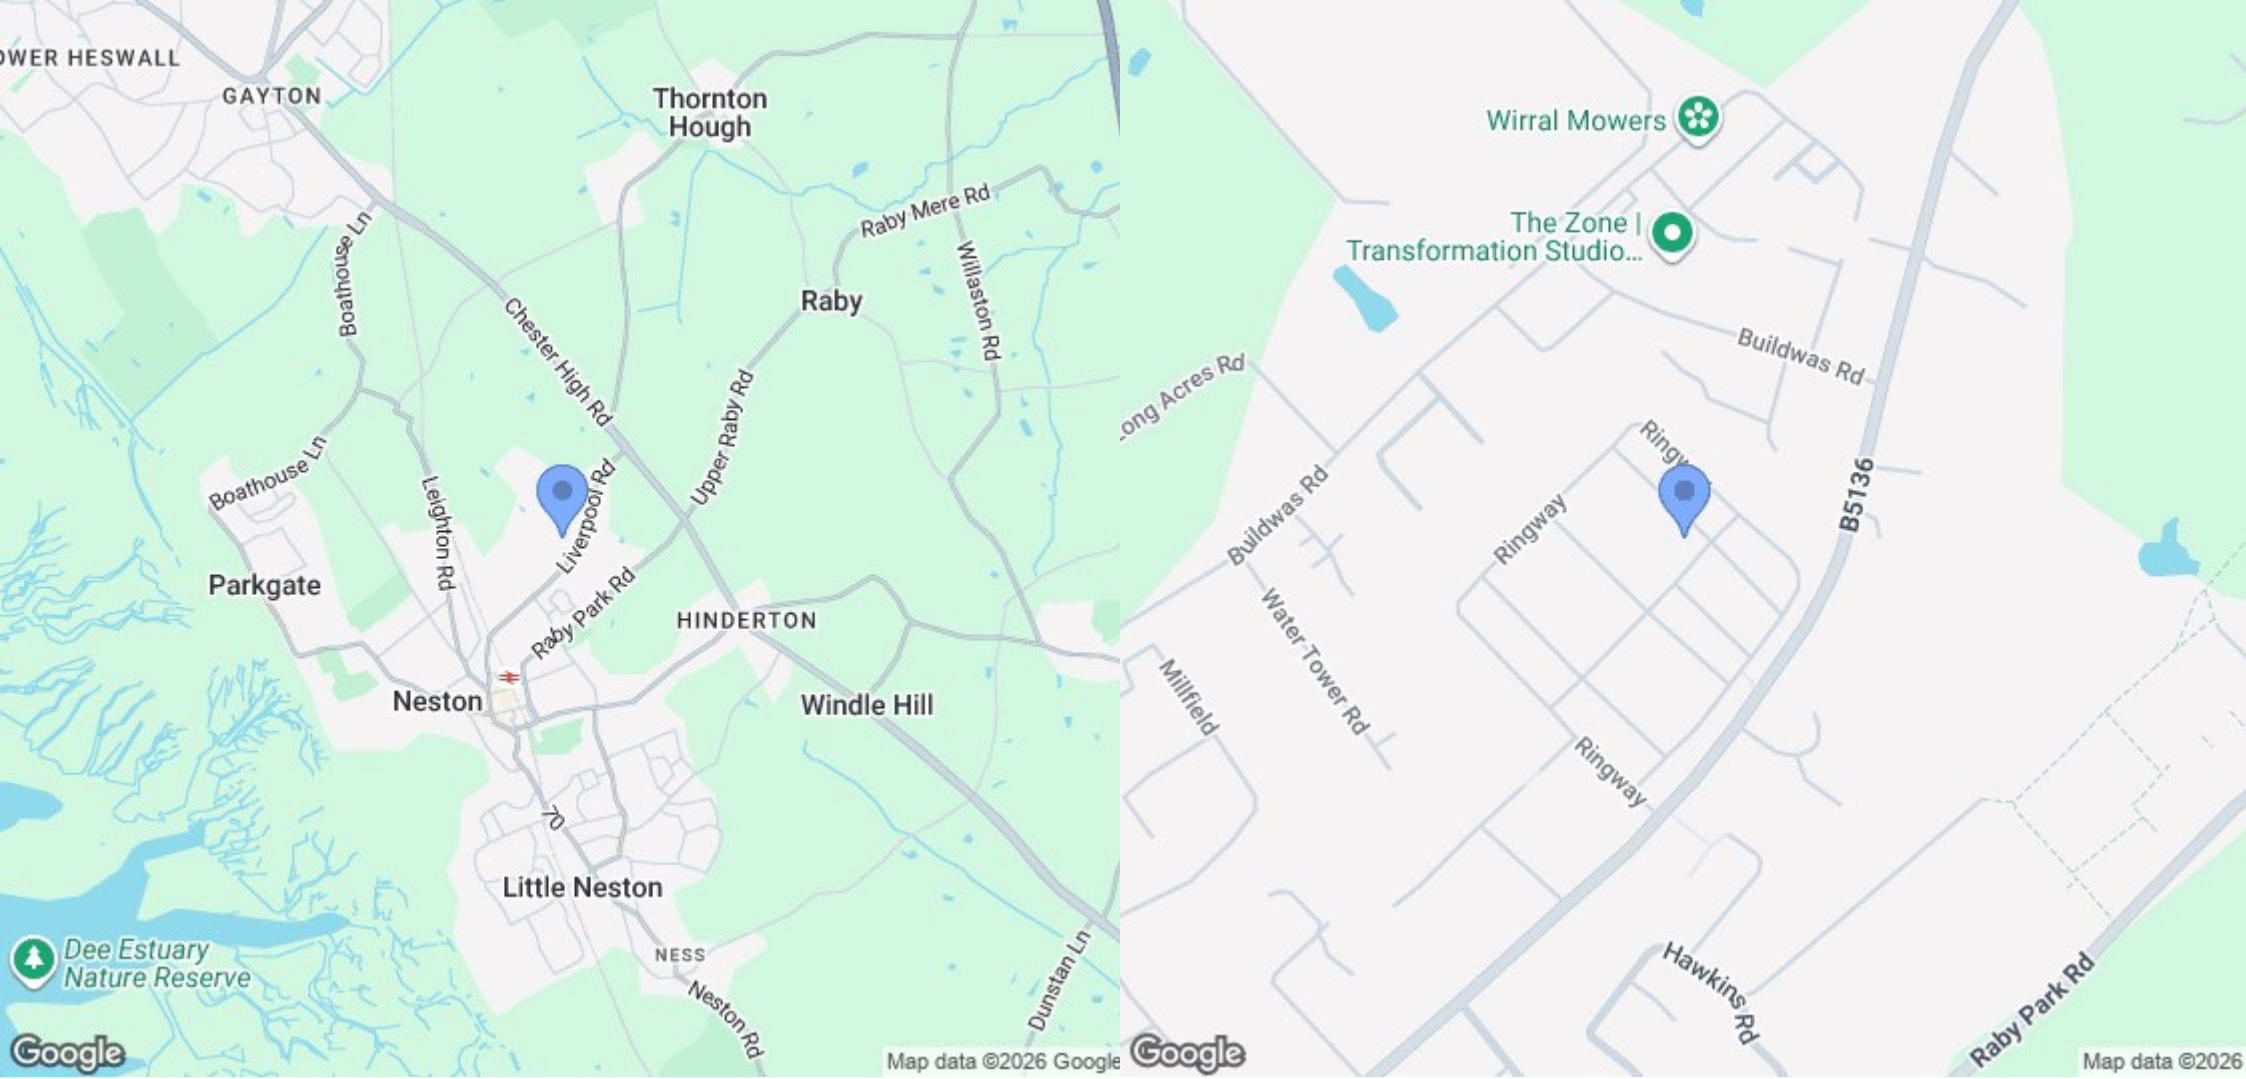 OWER HESWALL
GAYTON
Thornton
Hough
Raby Mere Rd
Boathouse Ln
Willaston Rd
Raby
Chester High Rd
Upper Raby Rd
Boathouse Ln
Leighton Rd
Liverpool Rd
Parkgate
Raby Park Rd
HINDERTON
Neston
Windle Hill
70
Little Neston
NESS
Dee Estuary
Nature Reserve
Neston Rd
Dunstan Ln
Google
Map data ©2026 Google
Wirral Mowers
The Zone |
Transformation Studio...
Buildwas Rd
Long Acres Rd
Ringw
B5136
Buildwas Rd
Ringway
Water Tower Rd
Millfield
Ringway
Hawkins Rd
Raby Park Rd
Google
Map data ©2026